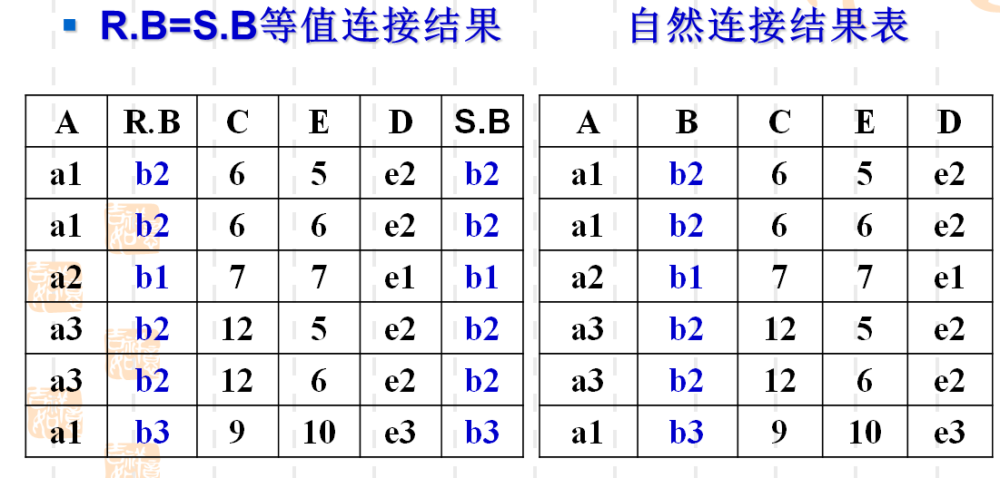 R.B=S.B等值连接结果
自然连接结果表
A R.B C E D S.B
a1 b2 6 5 e2 b2
a1 b2 6 6 e2 b2
a2 b1 7 7 e1 b1
a3 b2 12 5 e2 b2
a3 b2 12 6 e2 b2
a1 b3 9 10 e3 b3
A B C E D
a1 b2 6 5 e2
a1 b2 6 6 e2
a2 b1 7 7 e1
a3 b2 12 5 e2
a3 b2 12 6 e2
a1 b3 9 10 e3